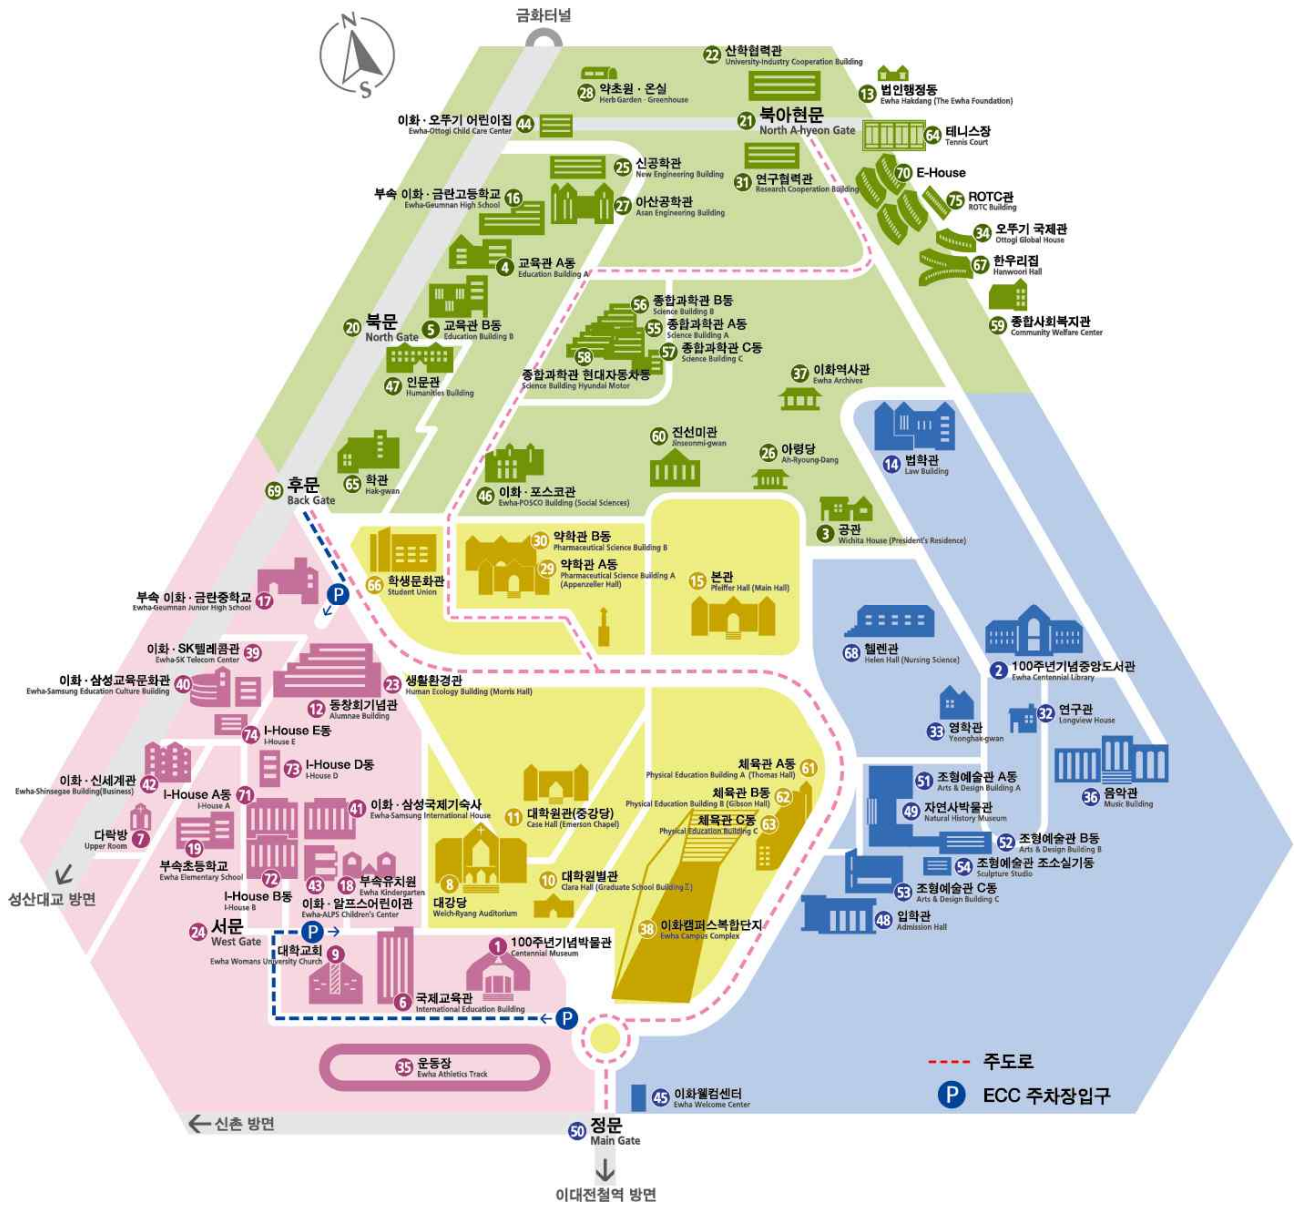 금화터널
N
S
22 산학협력관
University-Industry Cooperation Building
28 약초원 · 온실
Herb Garden · Greenhouse
13 법인행정동
Ewha Hakdang (The Ewha Foundation)
이화 · 오뚜기 어린이집 44
Ewha-Ottogi Child Care Center
21 북아현문
North A-hyeon Gate
64 테니스장
Tennis Court
25 신공학관
New Engineering Building
31 연구협력관
Research Cooperation Building
70 E-House
부속 이화 · 금란고등학교 16
Ewha-Geumnan High School
27 아산공학관
Asan Engineering Building
75 ROTC관
ROTC Building
34 오뚜기 국제관
Ottogi Global House
4 교육관 A동
Education Building A
67 한우리집
Hanwoori Hall
56 종합과학관 B동
Science Building B
20 북문
North Gate
5 교육관 B동
Education Building B
55 종합과학관 A동
Science Building A
59 종합사회복지관
Community Welfare Center
57 종합과학관 C동
Science Building C
58
종합과학관 현대자동차동
Science Building Hyundai Motor
47 인문관
Humanities Building
37 이화역사관
Ewha Archives
60 진선미관
Jinseonmi-gwan
26 아령당
Ah-Ryoung-Dang
14 법학관
Law Building
69 후문
Back Gate
65 학관
Hak-gwan
46 이화 · 포스코관
Ewha-POSCO Building (Social Sciences)
3 공관
Wichita House (President's Residence)
30 약학관 B동
Pharmaceutical Science Building B
29 약학관 A동
Pharmaceutical Science Building A
(Appenzeller Hall)
66 학생문화관
Student Union
15 본관
Pfeiffer Hall (Main Hall)
P
부속 이화 · 금란중학교 17
Ewha-Geumnan Junior High School
이화 · SK텔레콤관 39
Ewha-SK Telecom Center
68 헬렌관
Helen Hall (Nursing Science)
2 100주년기념중앙도서관
Ewha Centennial Library
이화 · 삼성교육문화관 40
Ewha-Samsung Education Culture Building
23 생활환경관
Human Ecology Building (Morris Hall)
12 동창회기념관
Alumnae Building
33 영학관
Yeonghak-gwan
32 연구관
Longview House
74 I-House E동
I-House E
73 I-House D동
I-House D
체육관 A동 61
Physical Education Building A (Thomas Hall)
이화 · 신세계관 42
Ewha-Shinsegae Building(Business)
51 조형예술관 A동
Arts & Design Building A
36 음악관
Music Building
I-House A동 71
I-House A
체육관 B동 62
Physical Education Building B (Gibson Hall)
41 이화 · 삼성국제기숙사
Ewha-Samsung International House
11 대학원관(중강당)
Case Hall (Emerson Chapel)
49 자연사박물관
Natural History Museum
체육관 C동 63
Physical Education Building C
다락방 7
Upper Room
19
부속초등학교
Ewha Elementary School
52 조형예술관 B동
Arts & Design Building B
54 조형예술관 조소실기동
Sculpture Studio
72
I-House B동
I-House B
43
이화 · 알프스어린이관
Ewha-ALPS Children's Center
18 부속유치원
Ewha Kindergarten
8
대강당
Welch-Ryang Auditorium
10 대학원별관
Clara Hall (Graduate School Building Ⅱ)
53 조형예술관 C동
Arts & Design Building C
성산대교 방면
24 서문
West Gate
P
38 이화캠퍼스복합단지
Ewha Campus Complex
48 입학관
Admission Hall
대학교회 9
Ewha Womans University Church
1 100주년기념박물관
Centennial Museum
6 국제교육관
International Education Building
P
35 운동장
Ewha Athletics Track
주도로
45 이화웰컴센터
Ewha Welcome Center
P ECC 주차장입구
신촌 방면
50 정문
Main Gate
이대전철역 방면